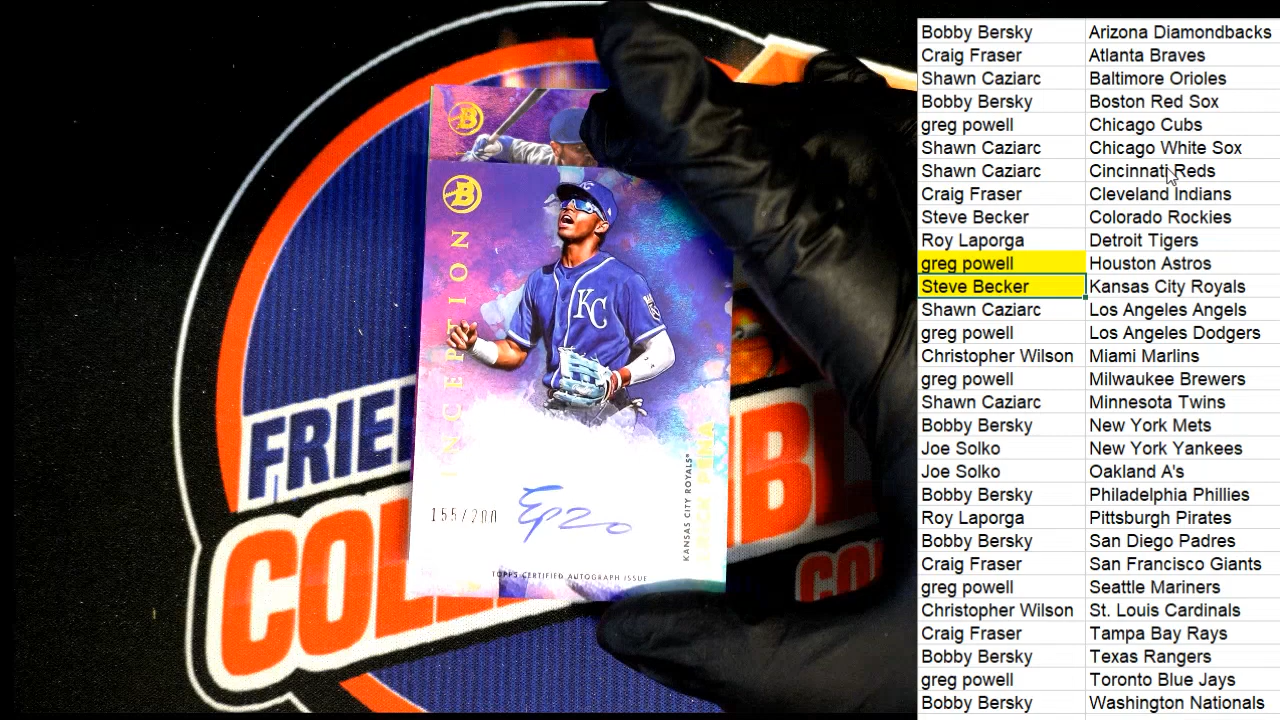 INCEPTION
KC
KC
155/200
KANSAS CITY ROYALS®
TOPPS CERTIFIED AUTOGRAPH ISSUE
FRIE
COL
IBL
COL
Bobby Bersky Arizona Diamondbacks
Craig Fraser Atlanta Braves
Shawn Caziarc Baltimore Orioles
Bobby Bersky Boston Red Sox
greg powell Chicago Cubs
Shawn Caziarc Chicago White Sox
Shawn Caziarc Cincinnati Reds
Craig Fraser Cleveland Indians
Steve Becker Colorado Rockies
Roy Laporga Detroit Tigers
greg powell Houston Astros
Steve Becker Kansas City Royals
Shawn Caziarc Los Angeles Angels
greg powell Los Angeles Dodgers
Christopher Wilson Miami Marlins
greg powell Milwaukee Brewers
Shawn Caziarc Minnesota Twins
Bobby Bersky New York Mets
Joe Solko New York Yankees
Joe Solko Oakland A's
Bobby Bersky Philadelphia Phillies
Roy Laporga Pittsburgh Pirates
Bobby Bersky San Diego Padres
Craig Fraser San Francisco Giants
greg powell Seattle Mariners
Christopher Wilson St. Louis Cardinals
Craig Fraser Tampa Bay Rays
Bobby Bersky Texas Rangers
greg powell Toronto Blue Jays
Bobby Bersky Washington Nationals